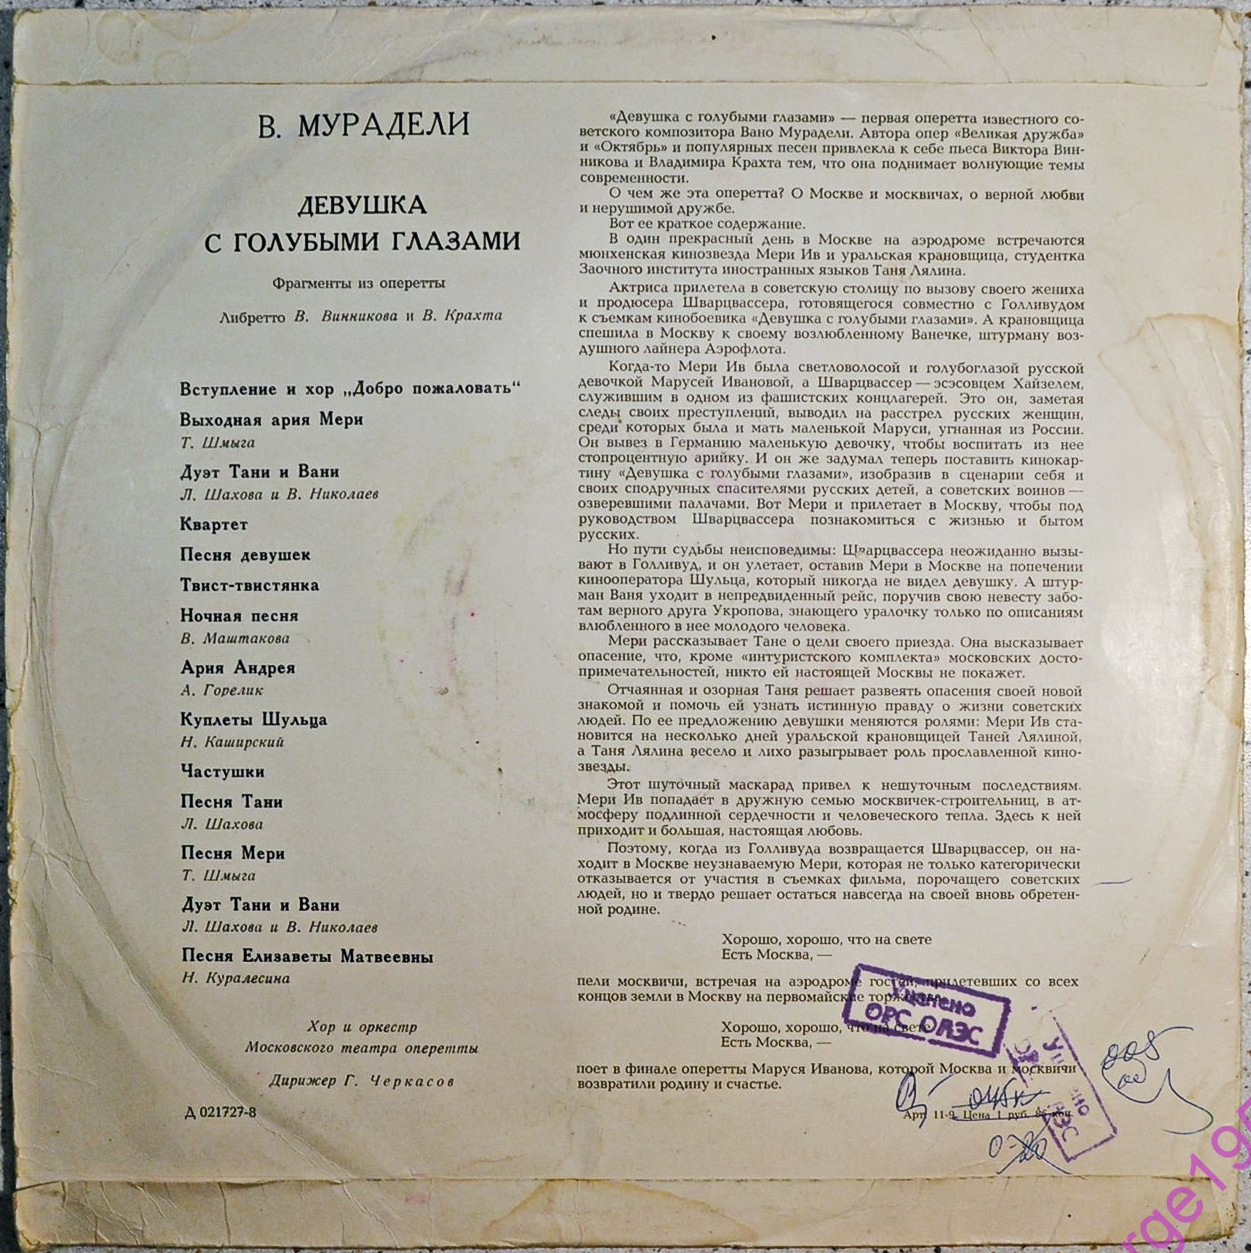 В. МУРАДЕЛИ
ДЕВУШКА
С ГОЛУБЫМИ ГЛАЗАМИ
Фрагменты из оперетты
Либретто В. Винникова и В. Крахта
Вступление и хор „Добро пожаловать“
Выходная ария Мери
Т. Шмыга
Дуэт Тани и Вани
Л. Шахова и В. Николаев
Квартет
Песня девушек
Твист-твистянка
Ночная песня
В. Маштакова
Ария Андрея
А. Горелик
Куплеты Шульца
Н. Каширский
Частушки
Песня Тани
Л. Шахова
Песня Мери
Т. Шмыга
Дуэт Тани и Вани
Л. Шахова и В. Николаев
Песня Елизаветы Матвеевны
Н. Куралесина
Хор и оркестр
Московского театра оперетты
Дирижер Г. Черкасов
Д 021727-8
«Девушка с голубыми глазами» — первая оперетта известного со-
ветского композитора Вано Мурадели. Автора опер «Великая дружба»
и «Октябрь» и популярных песен привлекла к себе пьеса Виктора Вин-
никова и Владимира Крахта тем, что она поднимает волнующие темы
современности.
О чем же эта оперетта? О Москве и москвичах, о верной любви
и нерушимой дружбе.
Вот ее краткое содержание.
В один прекрасный день в Москве на аэродроме встречаются
мюнхенская кинозвезда Мери Ив и уральская крановщица, студентка
Заочного института иностранных языков Таня Лялина.
Актриса прилетела в советскую столицу по вызову своего жениха
и продюсера Шварцвассера, готовящегося совместно с Голливудом
к съемкам кинобоевика «Девушка с голубыми глазами». А крановщица
спешила в Москву к своему возлюбленному Ванечке, штурману воз-
душного лайнера Аэрофлота.
Когда-то Мери Ив была светловолосой и голубоглазой русской
девочкой Марусей Ивановой, а Шварцвассер — эсэсовцем Хайзелем,
служившим в одном из фашистских концлагерей. Это он, заметая
следы своих преступлений, выводил на расстрел русских женщин,
среди которых была и мать маленькой Маруси, угнанная из России.
Он вывез в Германию маленькую девочку, чтобы воспитать из нее
стопроцентную арийку. И он же задумал теперь поставить кинокар-
тину «Девушка с голубыми глазами», изобразив в сценарии себя и
своих сподручных спасителями русских детей, а советских воинов —
озверевшими палачами. Вот Мери и прилетает в Москву, чтобы под
руководством Шварцвассера познакомиться с жизнью и бытом
русских.
Но пути судьбы неисповедимы: Шварцвассера неожиданно вызы-
вают в Голливуд, и он улетает, оставив Мери в Москве на попечении
кинооператора Шульца, который никогда не видел девушку. А штур-
ман Ваня уходит в непредвиденный рейс, поручив свою невесту забо-
там верного друга Укропова, знающего уралочку только по описаниям
влюбленного в нее молодого человека.
Мери рассказывает Тане о цели своего приезда. Она высказывает
опасение, что, кроме «интуристского комплекта» московских досто-
примечательностей, никто ей настоящей Москвы не покажет.
Отчаянная и озорная Таня решает развеять опасения своей новой
знакомой и помочь ей узнать истинную правду о жизни советских
людей. По ее предложению девушки меняются ролями: Мери Ив ста-
новится на несколько дней уральской крановщицей Таней Лялиной,
а Таня Лялина весело и лихо разыгрывает роль прославленной кино-
звезды.
Этот шуточный маскарад привел к нешуточным последствиям.
Мери Ив попадает в дружную семью москвичек-строительниц, в ат-
мосферу подлинной сердечности и человеческого тепла. Здесь к ней
приходит и большая, настоящая любовь.
Поэтому, когда из Голливуда возвращается Шварцвассер, он на-
ходит в Москве неузнаваемую Мери, которая не только категорически
отказывается от участия в съемках фильма, порочащего советских
людей, но и твердо решает остаться навсегда на своей вновь обретен-
ной родине.
Хорошо, хорошо, что на свете
Есть Москва, —
пели москвичи, встречая на аэродроме гостей, прилетевших со всех
концов земли в Москву на первомайские торжества.
Хорошо, хорошо, что на свете
Есть Москва, —
поет в финале оперетты Маруся Иванова, которой Москва и москвичи
возвратили родину и счастье.
Уценено
ОРС ОАЭС
Арт. 11-9. Цена 1 руб.
rge195